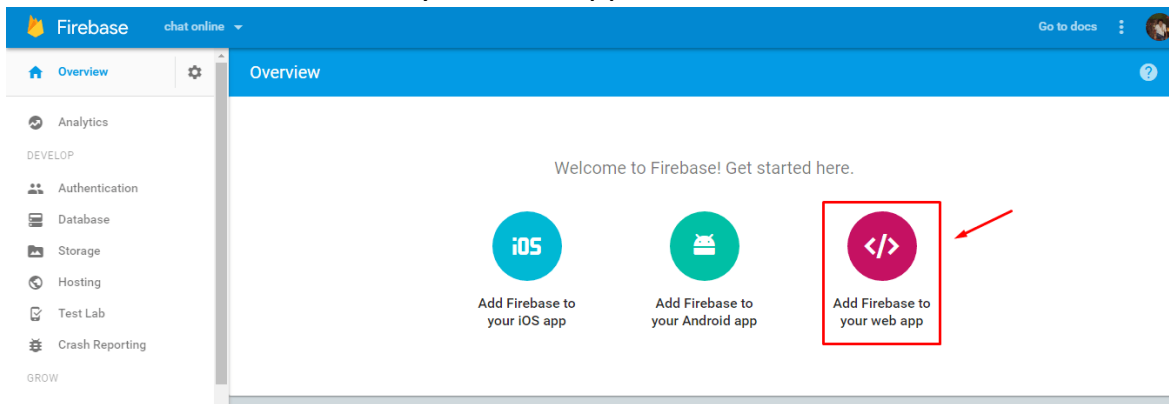 Firebase chat online Go to docs
Overview Overview
Analytics
DEVELOP
Authentication
Database
Storage
Hosting
Test Lab
Crash Reporting
GROW
Welcome to Firebase! Get started here.
iOS
</>
Add Firebase to
your iOS app
Add Firebase to
your Android app
Add Firebase to
your web app